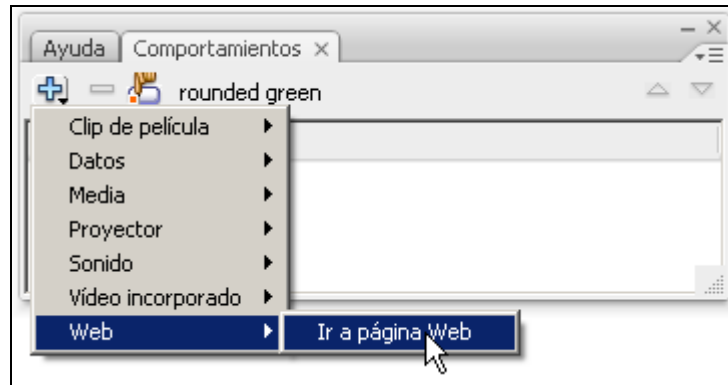 Ayuda Comportamientos
rounded green
Clip de película
Datos
Media
Proyector
Sonido
Vídeo incorporado
Web Ir a página Web